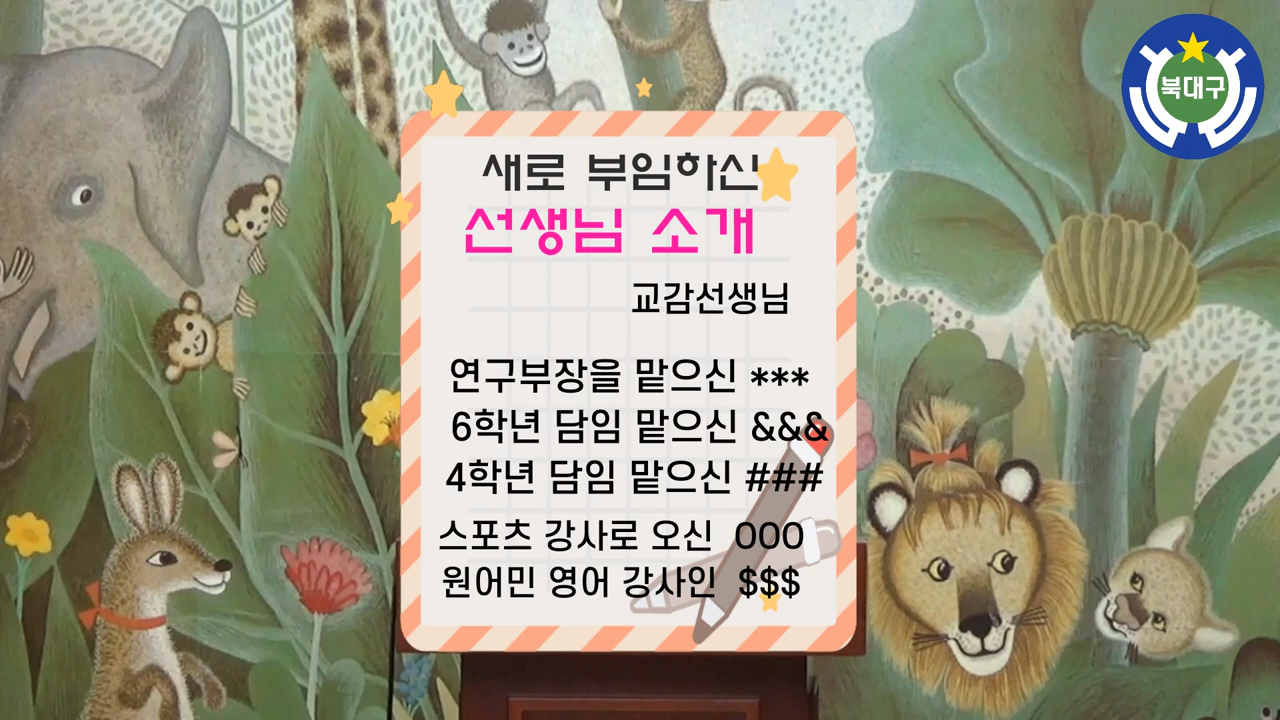 북대구
새로 부임하신
선생님 소개
교감선생님
연구부장을 맡으신 ***
6학년 담임 맡으신 &&&
4학년 담임 맡으신 ###
스포츠 강사로 오신 OOO
원어민 영어 강사인 $$$